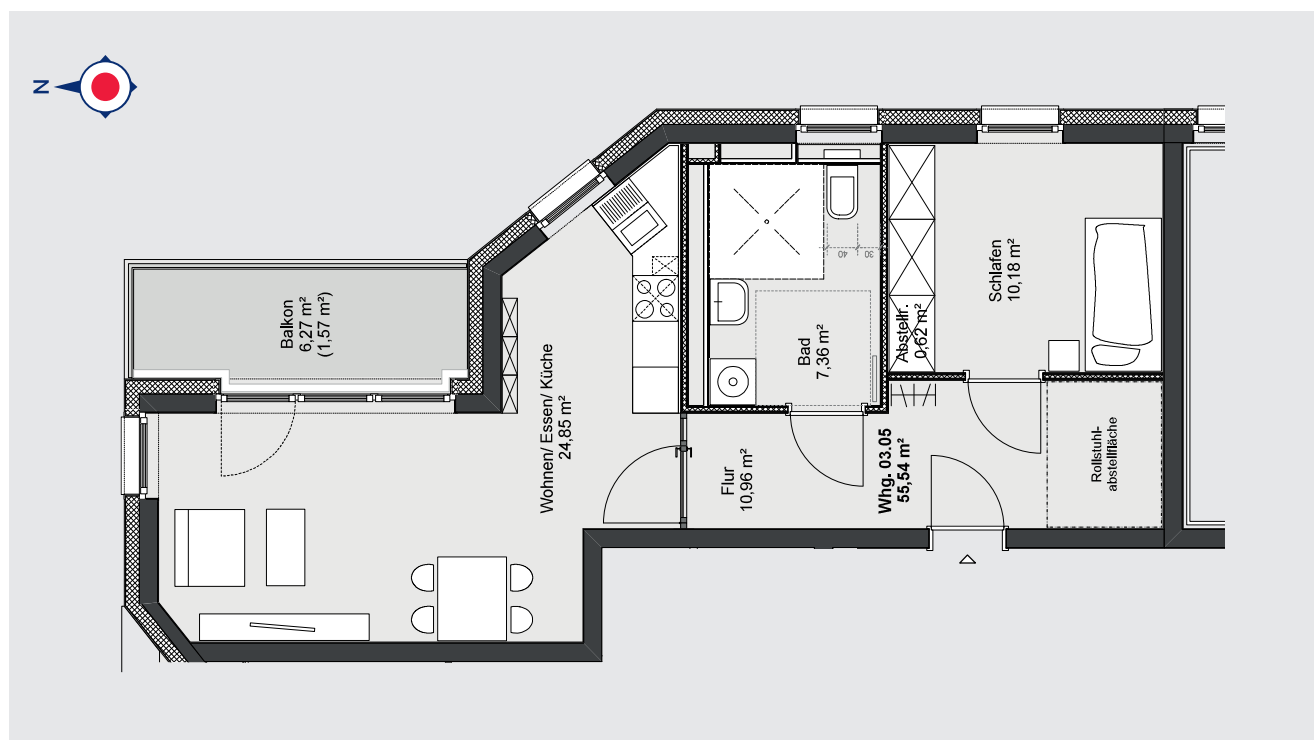 N
Balkon
6,27 m²
(1,57 m²)
Wohnen/ Essen/ Küche
24,85 m²
Bad
7,36 m²
40
30
Abstellr.
0,62 m²
Schlafen
10,18 m²
Flur
10,96 m²
Whg. 03.05
55,54 m²
Rollstuhl-
abstellfläche